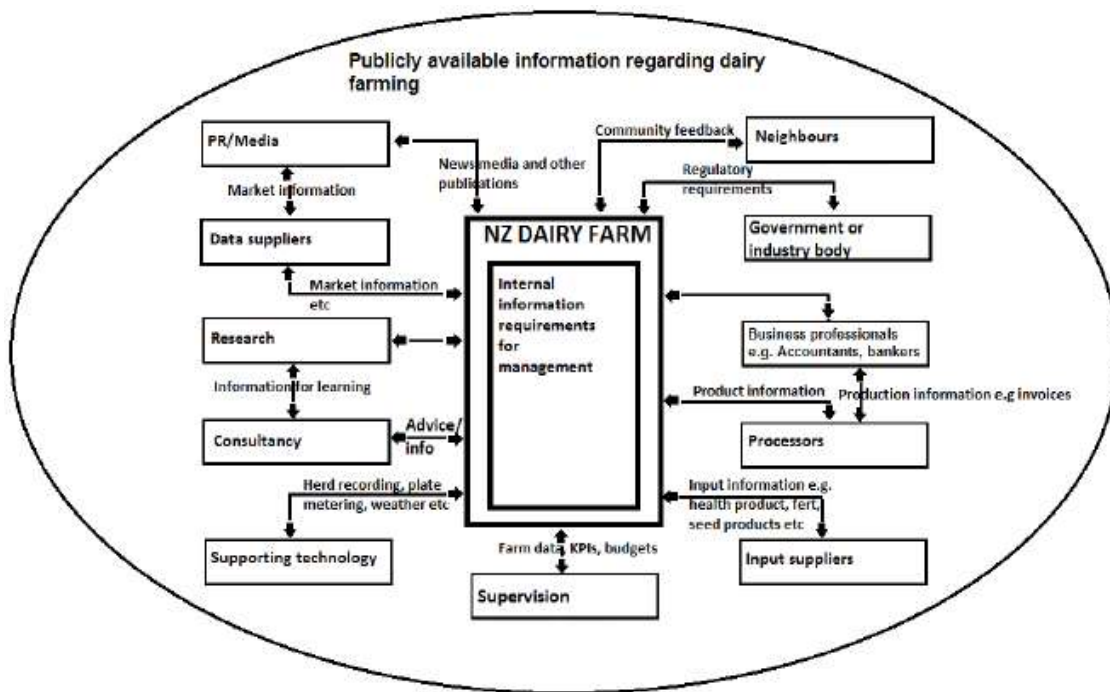 Publicly available information regarding dairy
farming
PR/Media
Community feedback
Neighbours
News media and other
publications
Regulatory
requirements
Market information
Data suppliers
NZ DAIRY FARM
Government or
industry body
Market information
etc
Internal
information
requirements
for
management
Research
Business professionals
e.g. Accountants, bankers
Information for learning
Product information
Production information e.g invoices
Consultancy
Advice/
info
Processors
Herd recording, plate
metering, weather etc
Input information e.g.
health product, fert,
seed products etc
Supporting technology
Farm data, KPIs, budgets
Input suppliers
Supervision